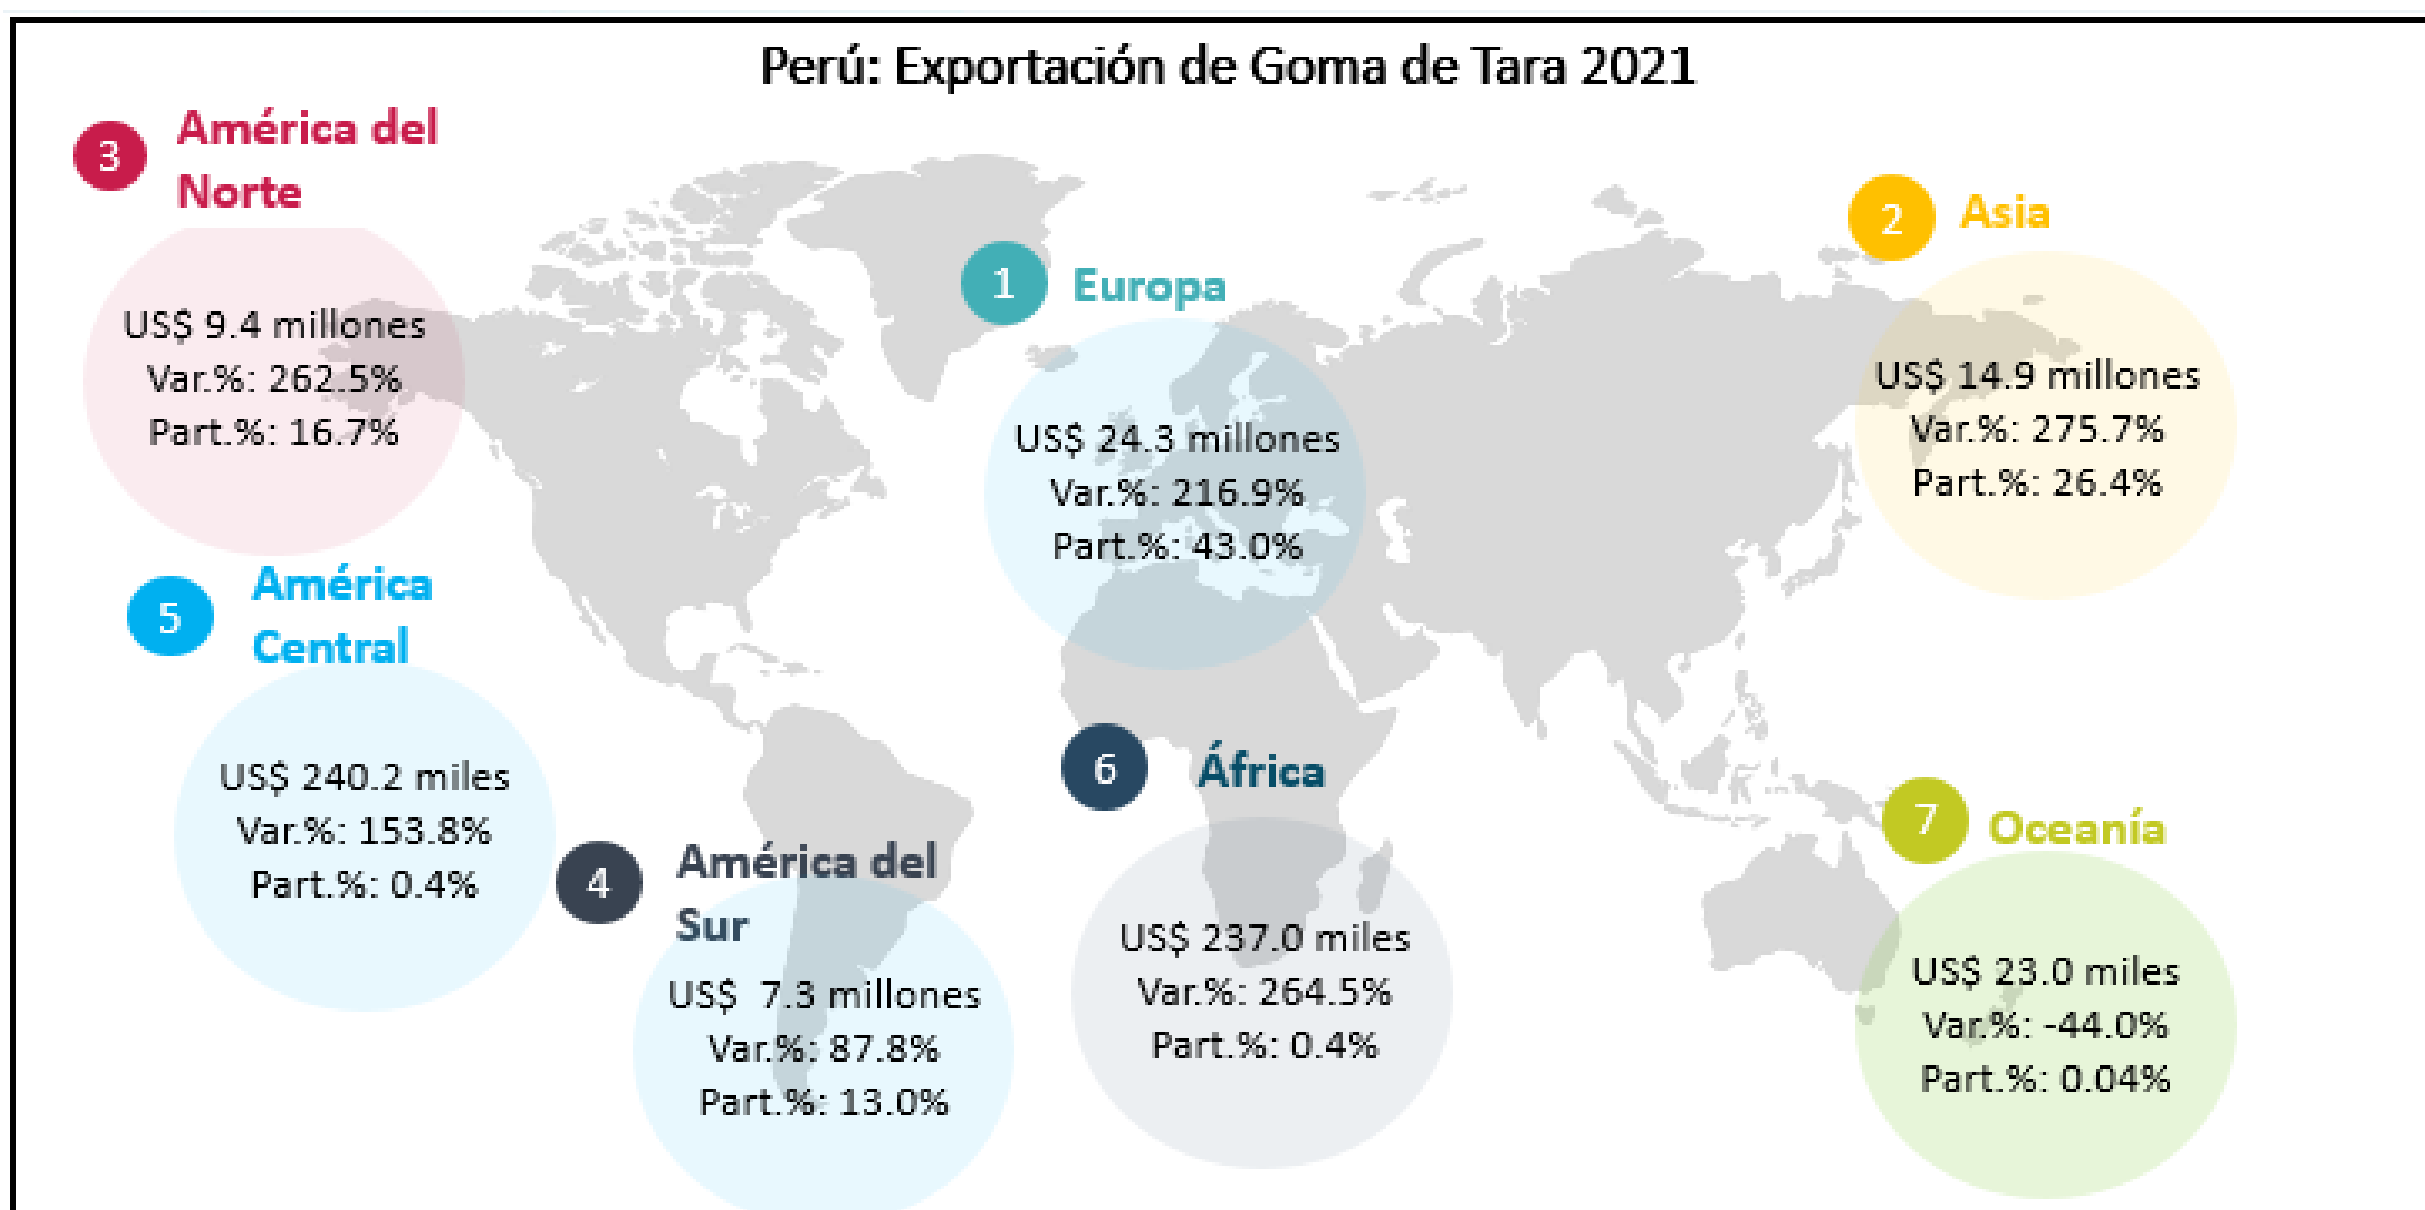 Perú: Exportación de Goma de Tara 2021
3
América del
Norte
US$ 9.4 millones
Var.%: 262.5%
Part.%: 16.7%
1
Europa
US$ 24.3 millones
Var.%: 216.9%
Part.%: 43.0%
2
Asia
US$ 14.9 millones
Var.%: 275.7%
Part.%: 26.4%
5
América
Central
US$ 240.2 miles
Var.%: 153.8%
Part.%: 0.4%
4
América del
Sur
US$ 7.3 millones
Var.%: 87.8%
Part.%: 13.0%
6
África
US$ 237.0 miles
Var.%: 264.5%
Part.%: 0.4%
7
Oceanía
US$ 23.0 miles
Var.%: -44.0%
Part.%: 0.04%